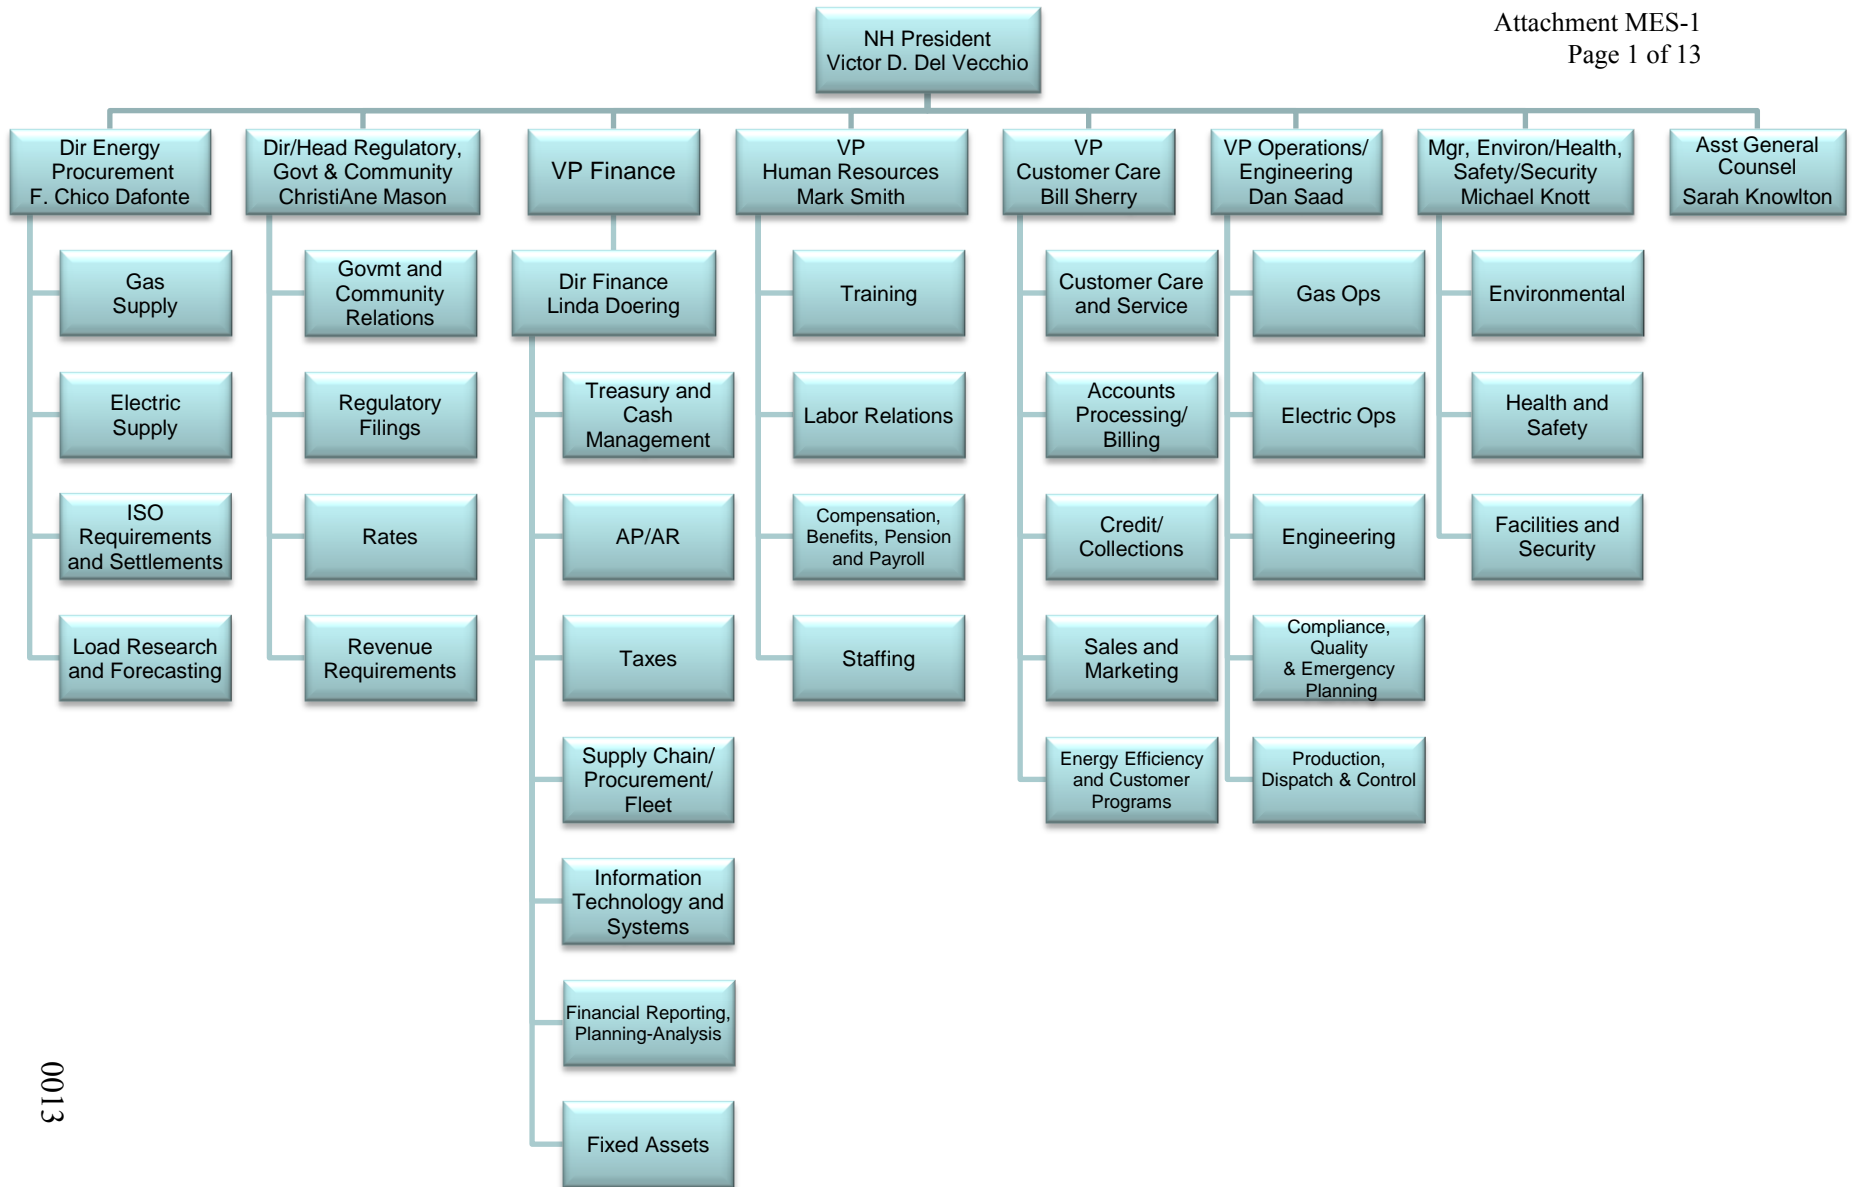 Attachment MES-1
Page 1 of 13
NH President
Victor D. Del Vecchio
Dir Energy
Procurement
F. Chico Dafonte
Dir/Head Regulatory,
Govt & Community
ChristiAne Mason
VP Finance
VP
Human Resources
Mark Smith
VP
Customer Care
Bill Sherry
VP Operations/
Engineering
Dan Saad
Mgr, Environ/Health,
Safety/Security
Michael Knott
Asst General
Counsel
Sarah Knowlton
Gas
Supply
Electric
Supply
ISO
Requirements
and Settlements
Load Research
and Forecasting
Govmt and
Community
Relations
Regulatory
Filings
Rates
Revenue
Requirements
Dir Finance
Linda Doering
Treasury and
Cash
Management
AP/AR
Taxes
Supply Chain/
Procurement/
Fleet
Information
Technology and
Systems
Financial Reporting,
Planning-Analysis
Fixed Assets
Training
Labor Relations
Compensation,
Benefits, Pension
and Payroll
Staffing
Customer Care
and Service
Accounts
Processing/
Billing
Credit/
Collections
Sales and
Marketing
Energy Efficiency
and Customer
Programs
Gas Ops
Electric Ops
Engineering
Compliance,
Quality
& Emergency
Planning
Production,
Dispatch & Control
Environmental
Health and
Safety
Facilities and
Security
0013